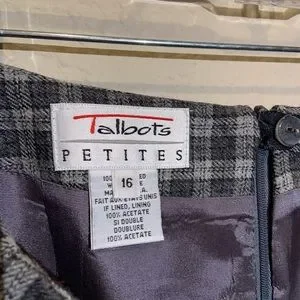 Talbots
PETITES
16
FAIT AUX ETATS UNIS
IF LINED, LINING
100% ACETATE
SI DOUBLE
DOUBLURE
100% ACETATE